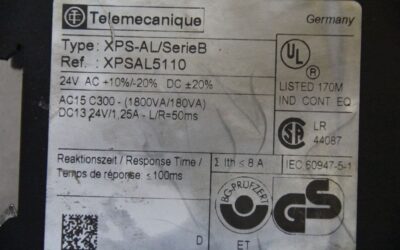 Telemecanique
Germany
Type: XPS-AL/SerieB
Ref. : XPSAL5110
24V AC +10%/-20% DC ±20%
AC15 C300 - (1800VA/180VA)
DC13 24V/1,25A - L/R=50ms
UL
LISTED 170M
IND. CONT. EQ.
LR
44087
Reaktionszeit / Response Time /
Temps de réponse ≤100ms
Σ Ith ≤ 8 A
IEC 60947-5-1
BG-PRÜFZERT
GS
D
ET